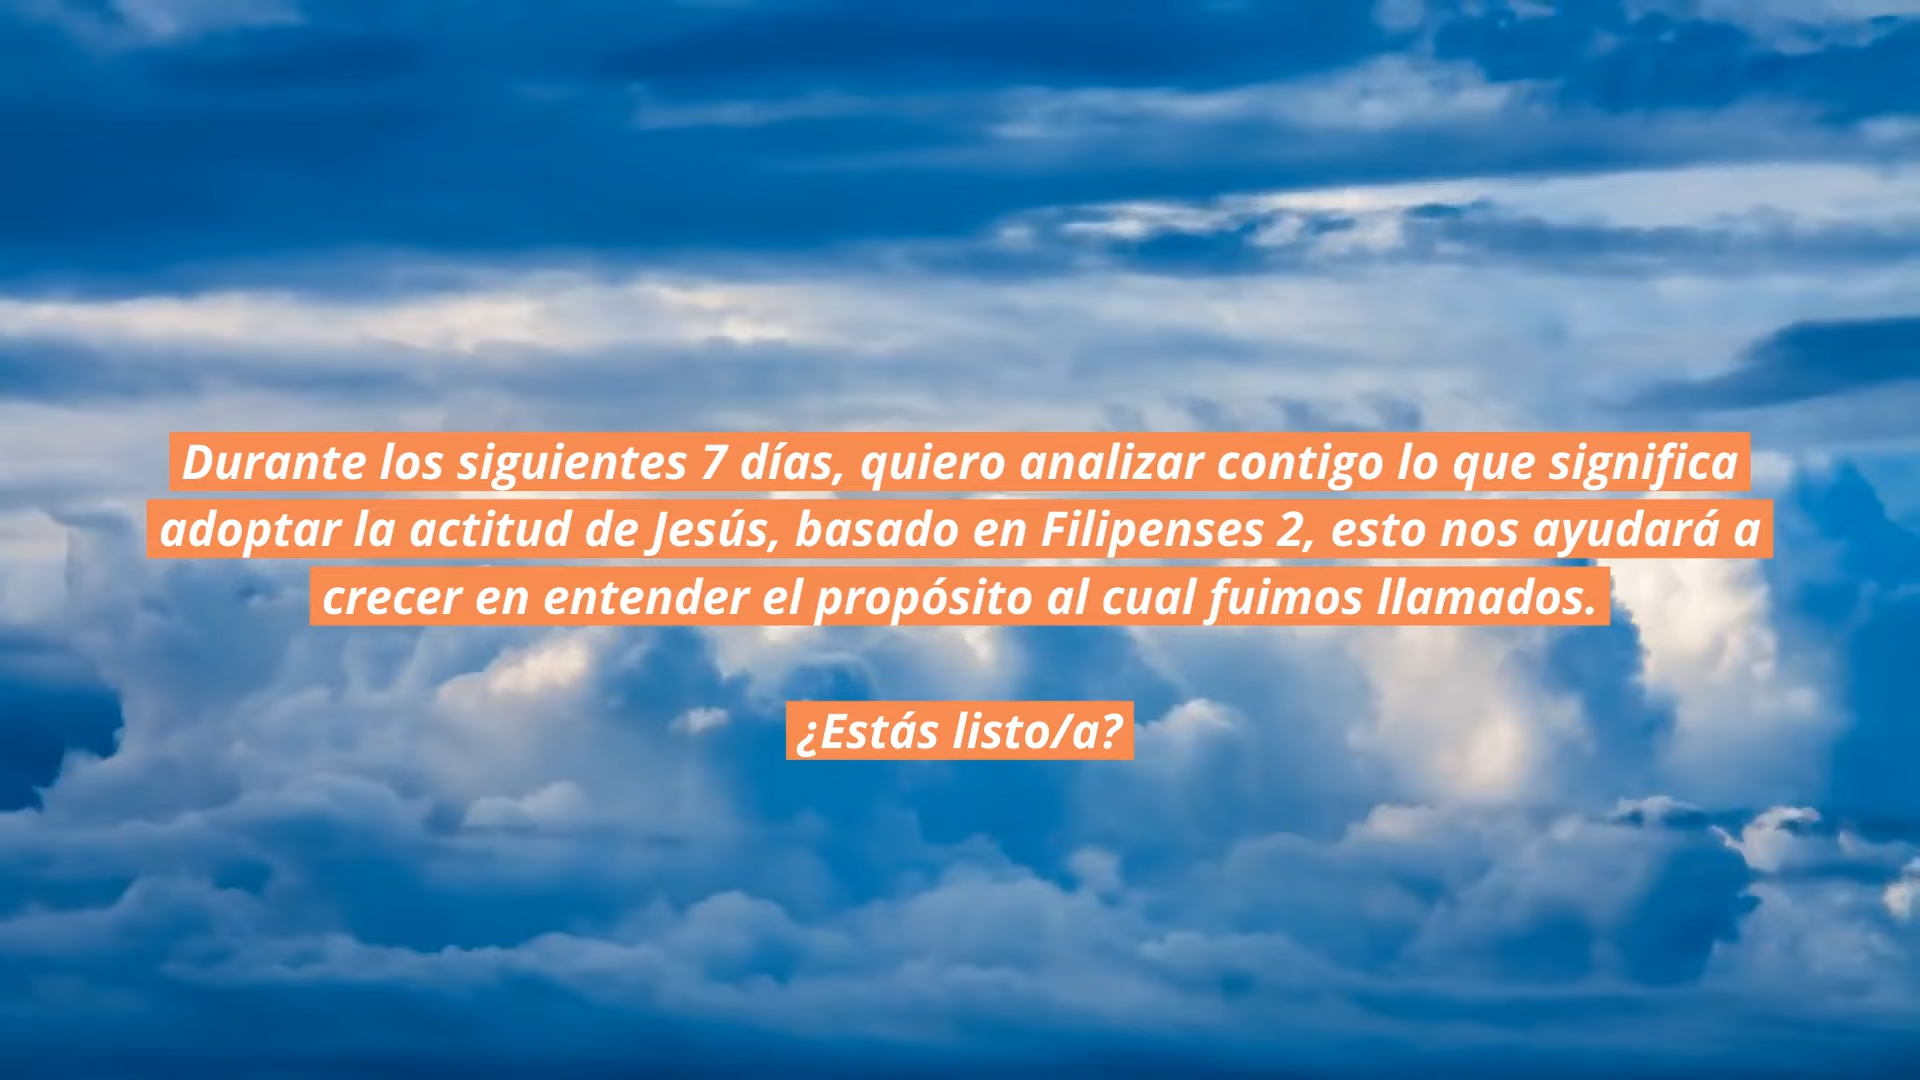 Durante los siguientes 7 días, quiero analizar contigo lo que significa
adoptar la actitud de Jesús, basado en Filipenses 2, esto nos ayudará a
crecer en entender el propósito al cual fuimos llamados.
¿Estás listo/a?